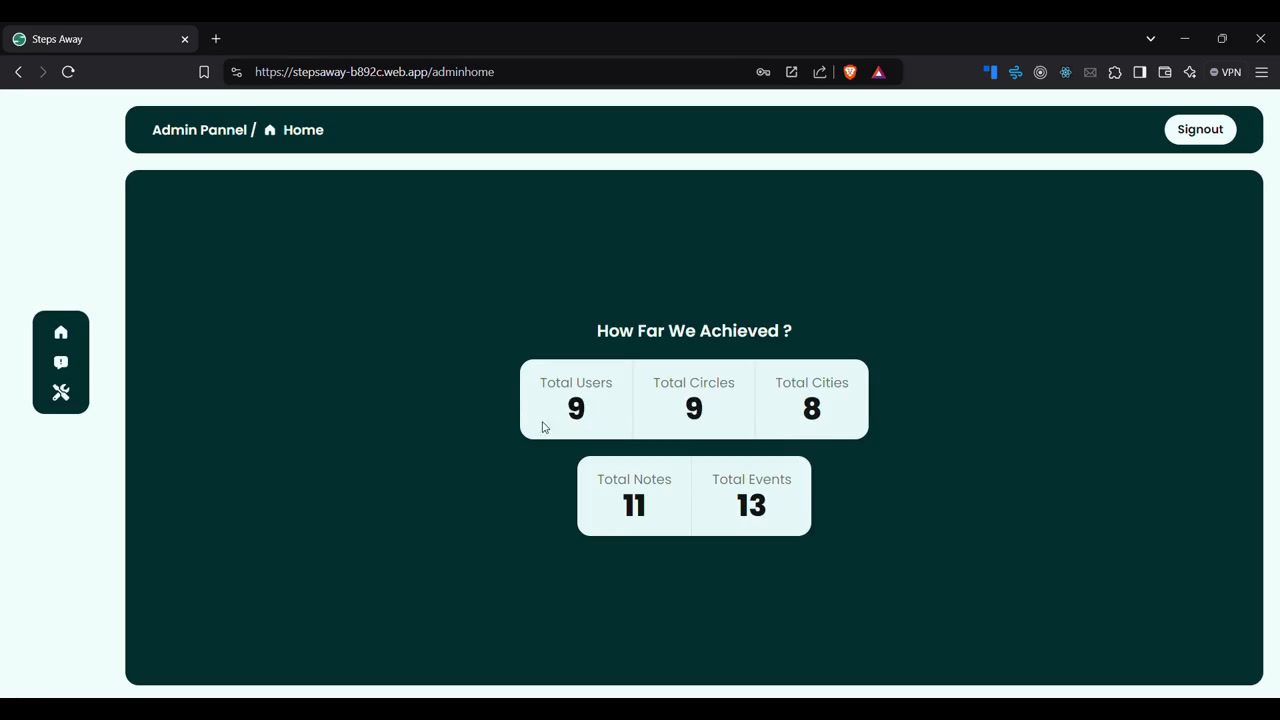 Steps Away
https://stepsaway-b892c.web.app/adminhome
VPN
Admin Pannel / Home
Signout
How Far We Achieved ?
Total Users
9
Total Circles
9
Total Cities
8
Total Notes
11
Total Events
13